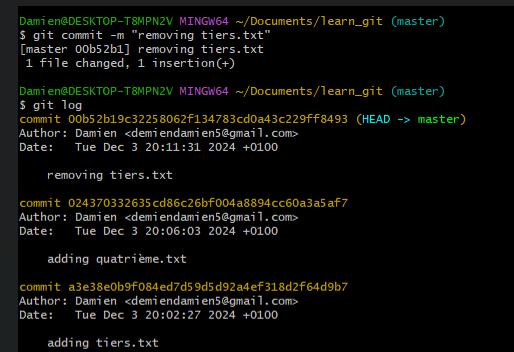 Damien@DESKTOP-T8MPN2V MINGW64 ~/Documents/learn_git (master)
$ git commit -m "removing tiers.txt"
[master 00b52b1] removing tiers.txt
 1 file changed, 1 insertion(+)
Damien@DESKTOP-T8MPN2V MINGW64 ~/Documents/learn_git (master)
$ git log
commit 00b52b19c32258062f134783cd0a43c229ff8493 (HEAD -> master)
Author: Damien <demiendamien5@gmail.com>
Date:   Tue Dec 3 20:11:31 2024 +0100
    removing tiers.txt
commit 024370332635cd86c26bf004a8894cc60a3a5af7
Author: Damien <demiendamien5@gmail.com>
Date:   Tue Dec 3 20:06:03 2024 +0100
    adding quatrième.txt
commit a3e38e0b9f084ed7d59d5d92a4ef318d2f64d9b7
Author: Damien <demiendamien5@gmail.com>
Date:   Tue Dec 3 20:02:27 2024 +0100
    adding tiers.txt